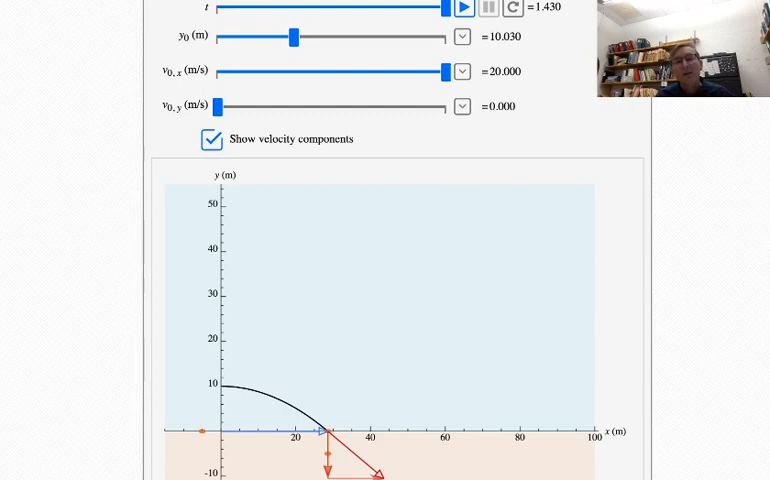 t =1.430
y0 (m) =10.030
v0,x (m/s) =20.000
v0,y (m/s) =0.000
Show velocity components
y (m)
50
40
30
20
10
20 40 60 80 100 x (m)
-10